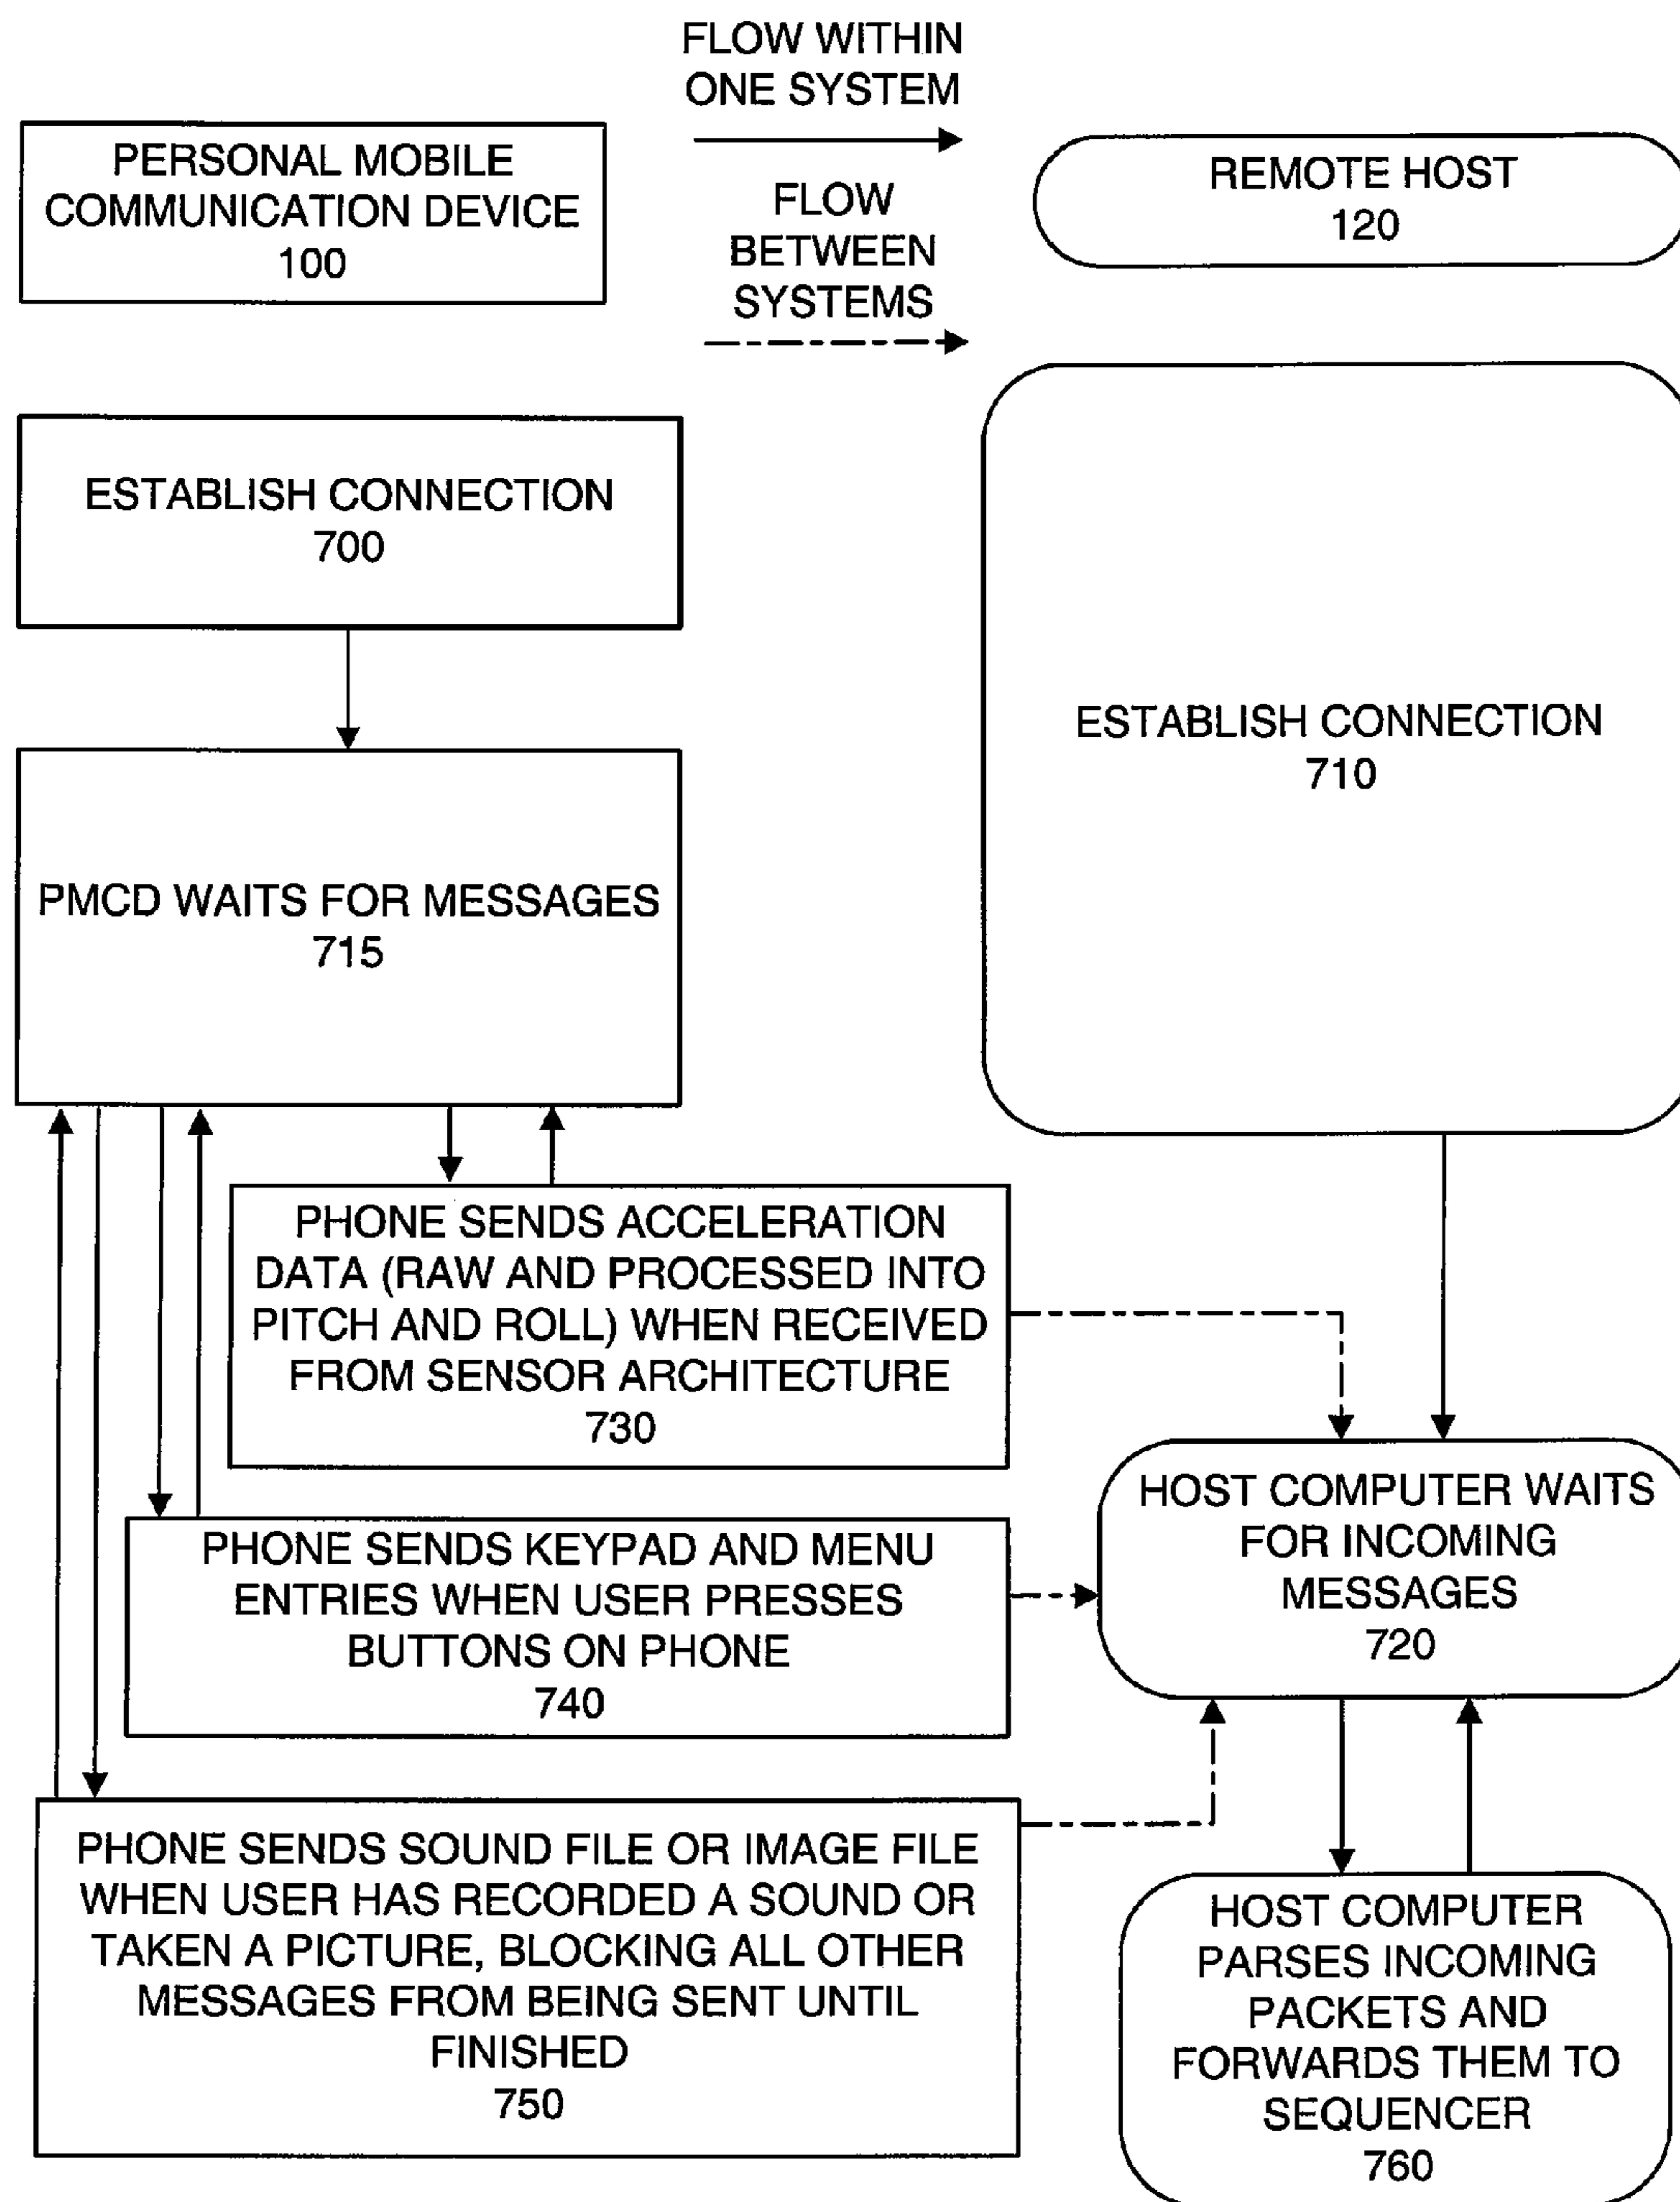 FLOW WITHIN
ONE SYSTEM
PERSONAL MOBILE
COMMUNICATION DEVICE
100
FLOW
BETWEEN
SYSTEMS
REMOTE HOST
120
ESTABLISH CONNECTION
700
ESTABLISH CONNECTION
710
PMCD WAITS FOR MESSAGES
715
PHONE SENDS ACCELERATION
DATA (RAW AND PROCESSED INTO
PITCH AND ROLL) WHEN RECEIVED
FROM SENSOR ARCHITECTURE
730
HOST COMPUTER WAITS
FOR INCOMING
MESSAGES
720
PHONE SENDS KEYPAD AND MENU
ENTRIES WHEN USER PRESSES
BUTTONS ON PHONE
740
PHONE SENDS SOUND FILE OR IMAGE FILE
WHEN USER HAS RECORDED A SOUND OR
TAKEN A PICTURE, BLOCKING ALL OTHER
MESSAGES FROM BEING SENT UNTIL
FINISHED
750
HOST COMPUTER
PARSES INCOMING
PACKETS AND
FORWARDS THEM TO
SEQUENCER
760